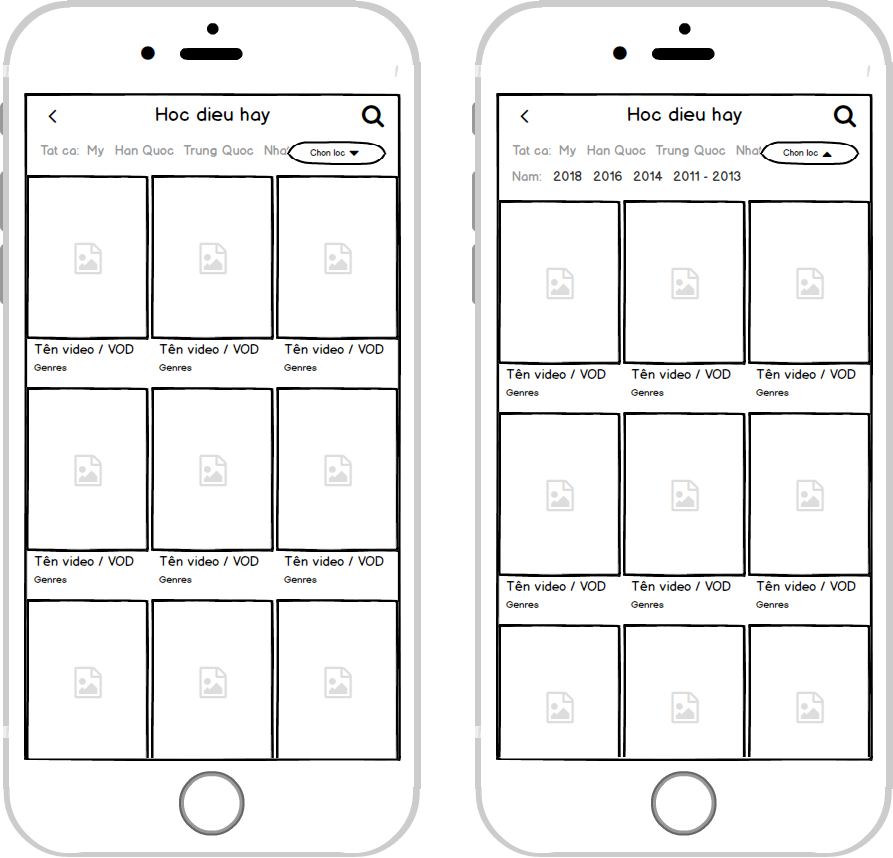 Hoc dieu hay
Tat ca: My Han Quoc Trung Quoc Nha Chon loc
Tên video / VOD Tên video / VOD Tên video / VOD
Genres Genres Genres
Tên video / VOD Tên video / VOD Tên video / VOD
Genres Genres Genres
Hoc dieu hay
Tat ca: My Han Quoc Trung Quoc Nha Chon loc
Nam: 2018 2016 2014 2011 - 2013
Tên video / VOD Tên video / VOD Tên video / VOD
Genres Genres Genres
Tên video / VOD Tên video / VOD Tên video / VOD
Genres Genres Genres